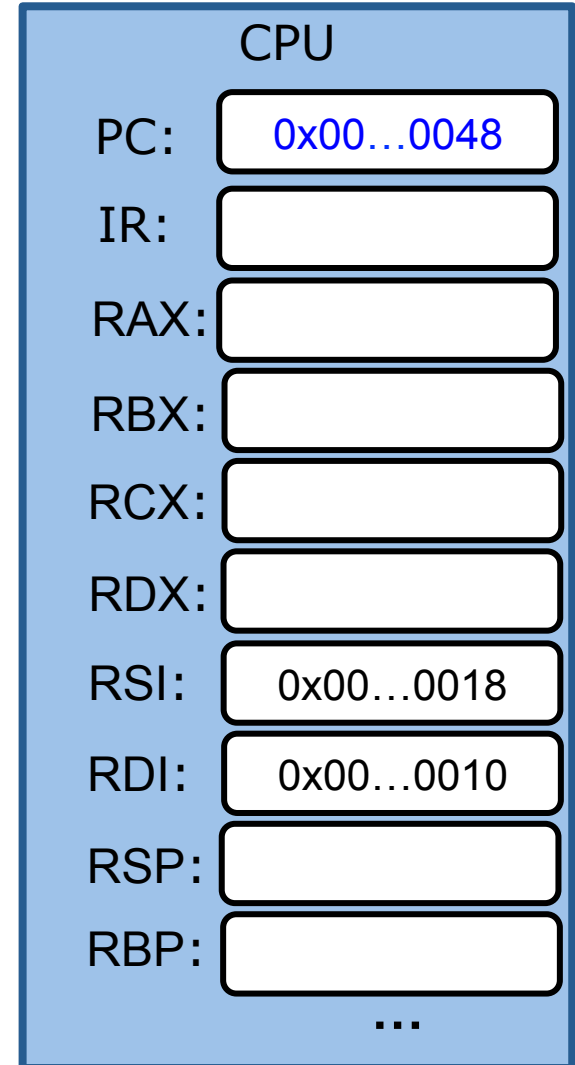 CPU
PC: 0x00…0048
IR:
RAX:
RBX:
RCX:
RDX:
RSI: 0x00…0018
RDI: 0x00…0010
RSP:
RBP:
…